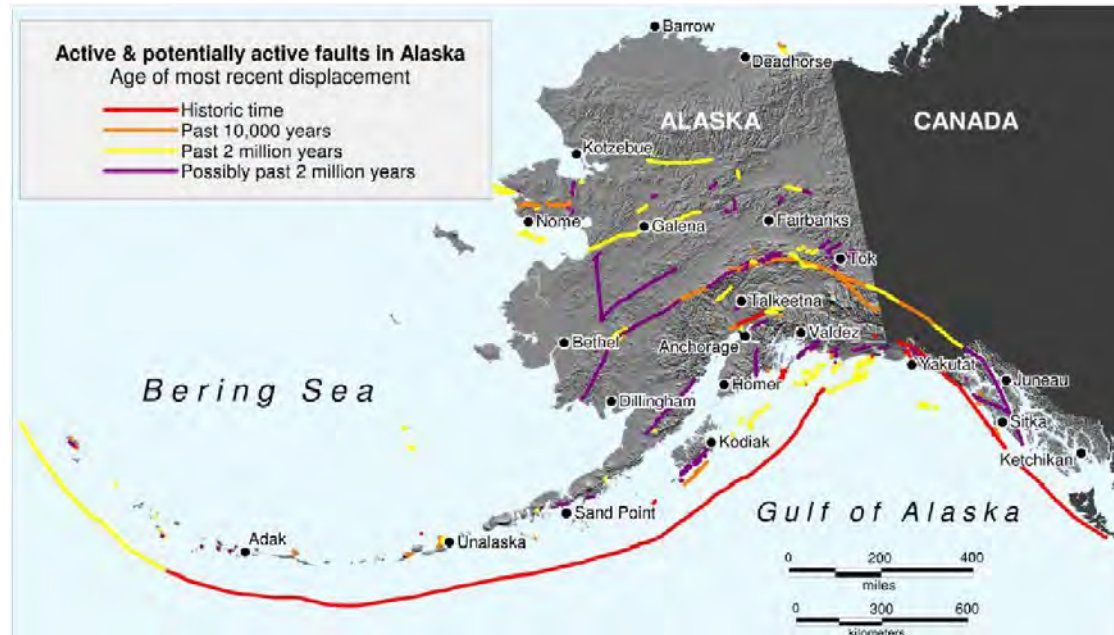 Active & potentially active faults in Alaska
Age of most recent displacement
Historic time
Past 10,000 years
Past 2 million years
Possibly past 2 million years
Barrow
Deadhorse
ALASKA
CANADA
Kotzebue
Nome
Galena
Fairbanks
Tok
Talkeetna
Bethel
Anchorage
Valdez
Yakutat
Bering Sea
Homer
Juneau
Dillingham
Sitka
Kodiak
Ketchikan
Sand Point
Gulf of Alaska
Adak
Unalaska
0 200 400
miles
0 300 600
kilometers